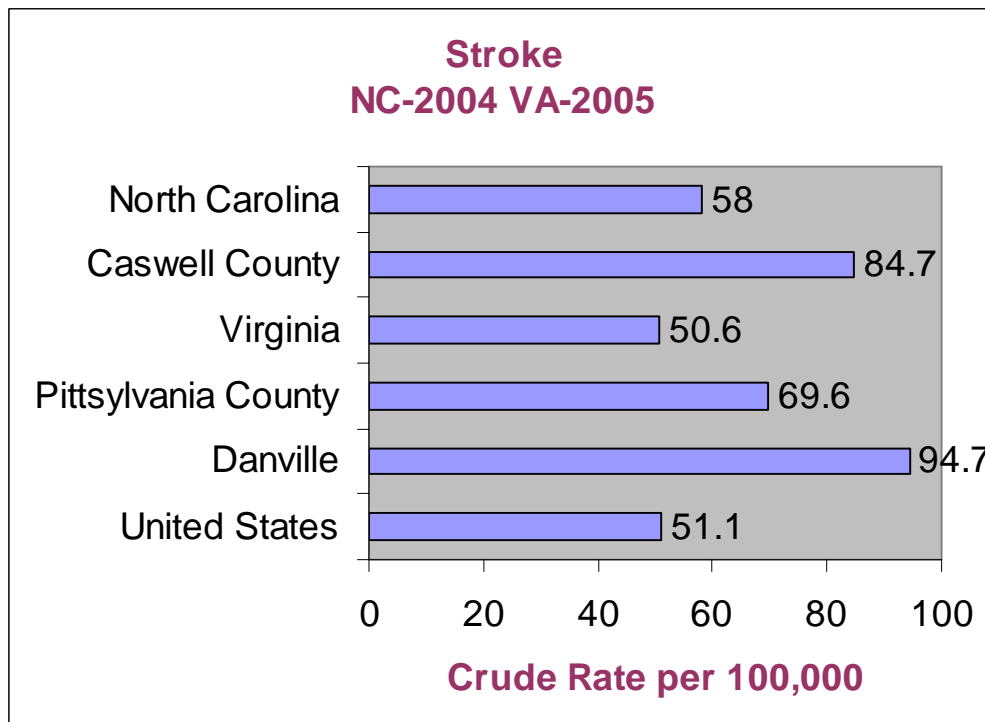 Stroke
NC-2004 VA-2005
North Carolina 58
Caswell County 84.7
Virginia 50.6
Pittsylvania County 69.6
Danville 94.7
United States 51.1
0 20 40 60 80 100
Crude Rate per 100,000